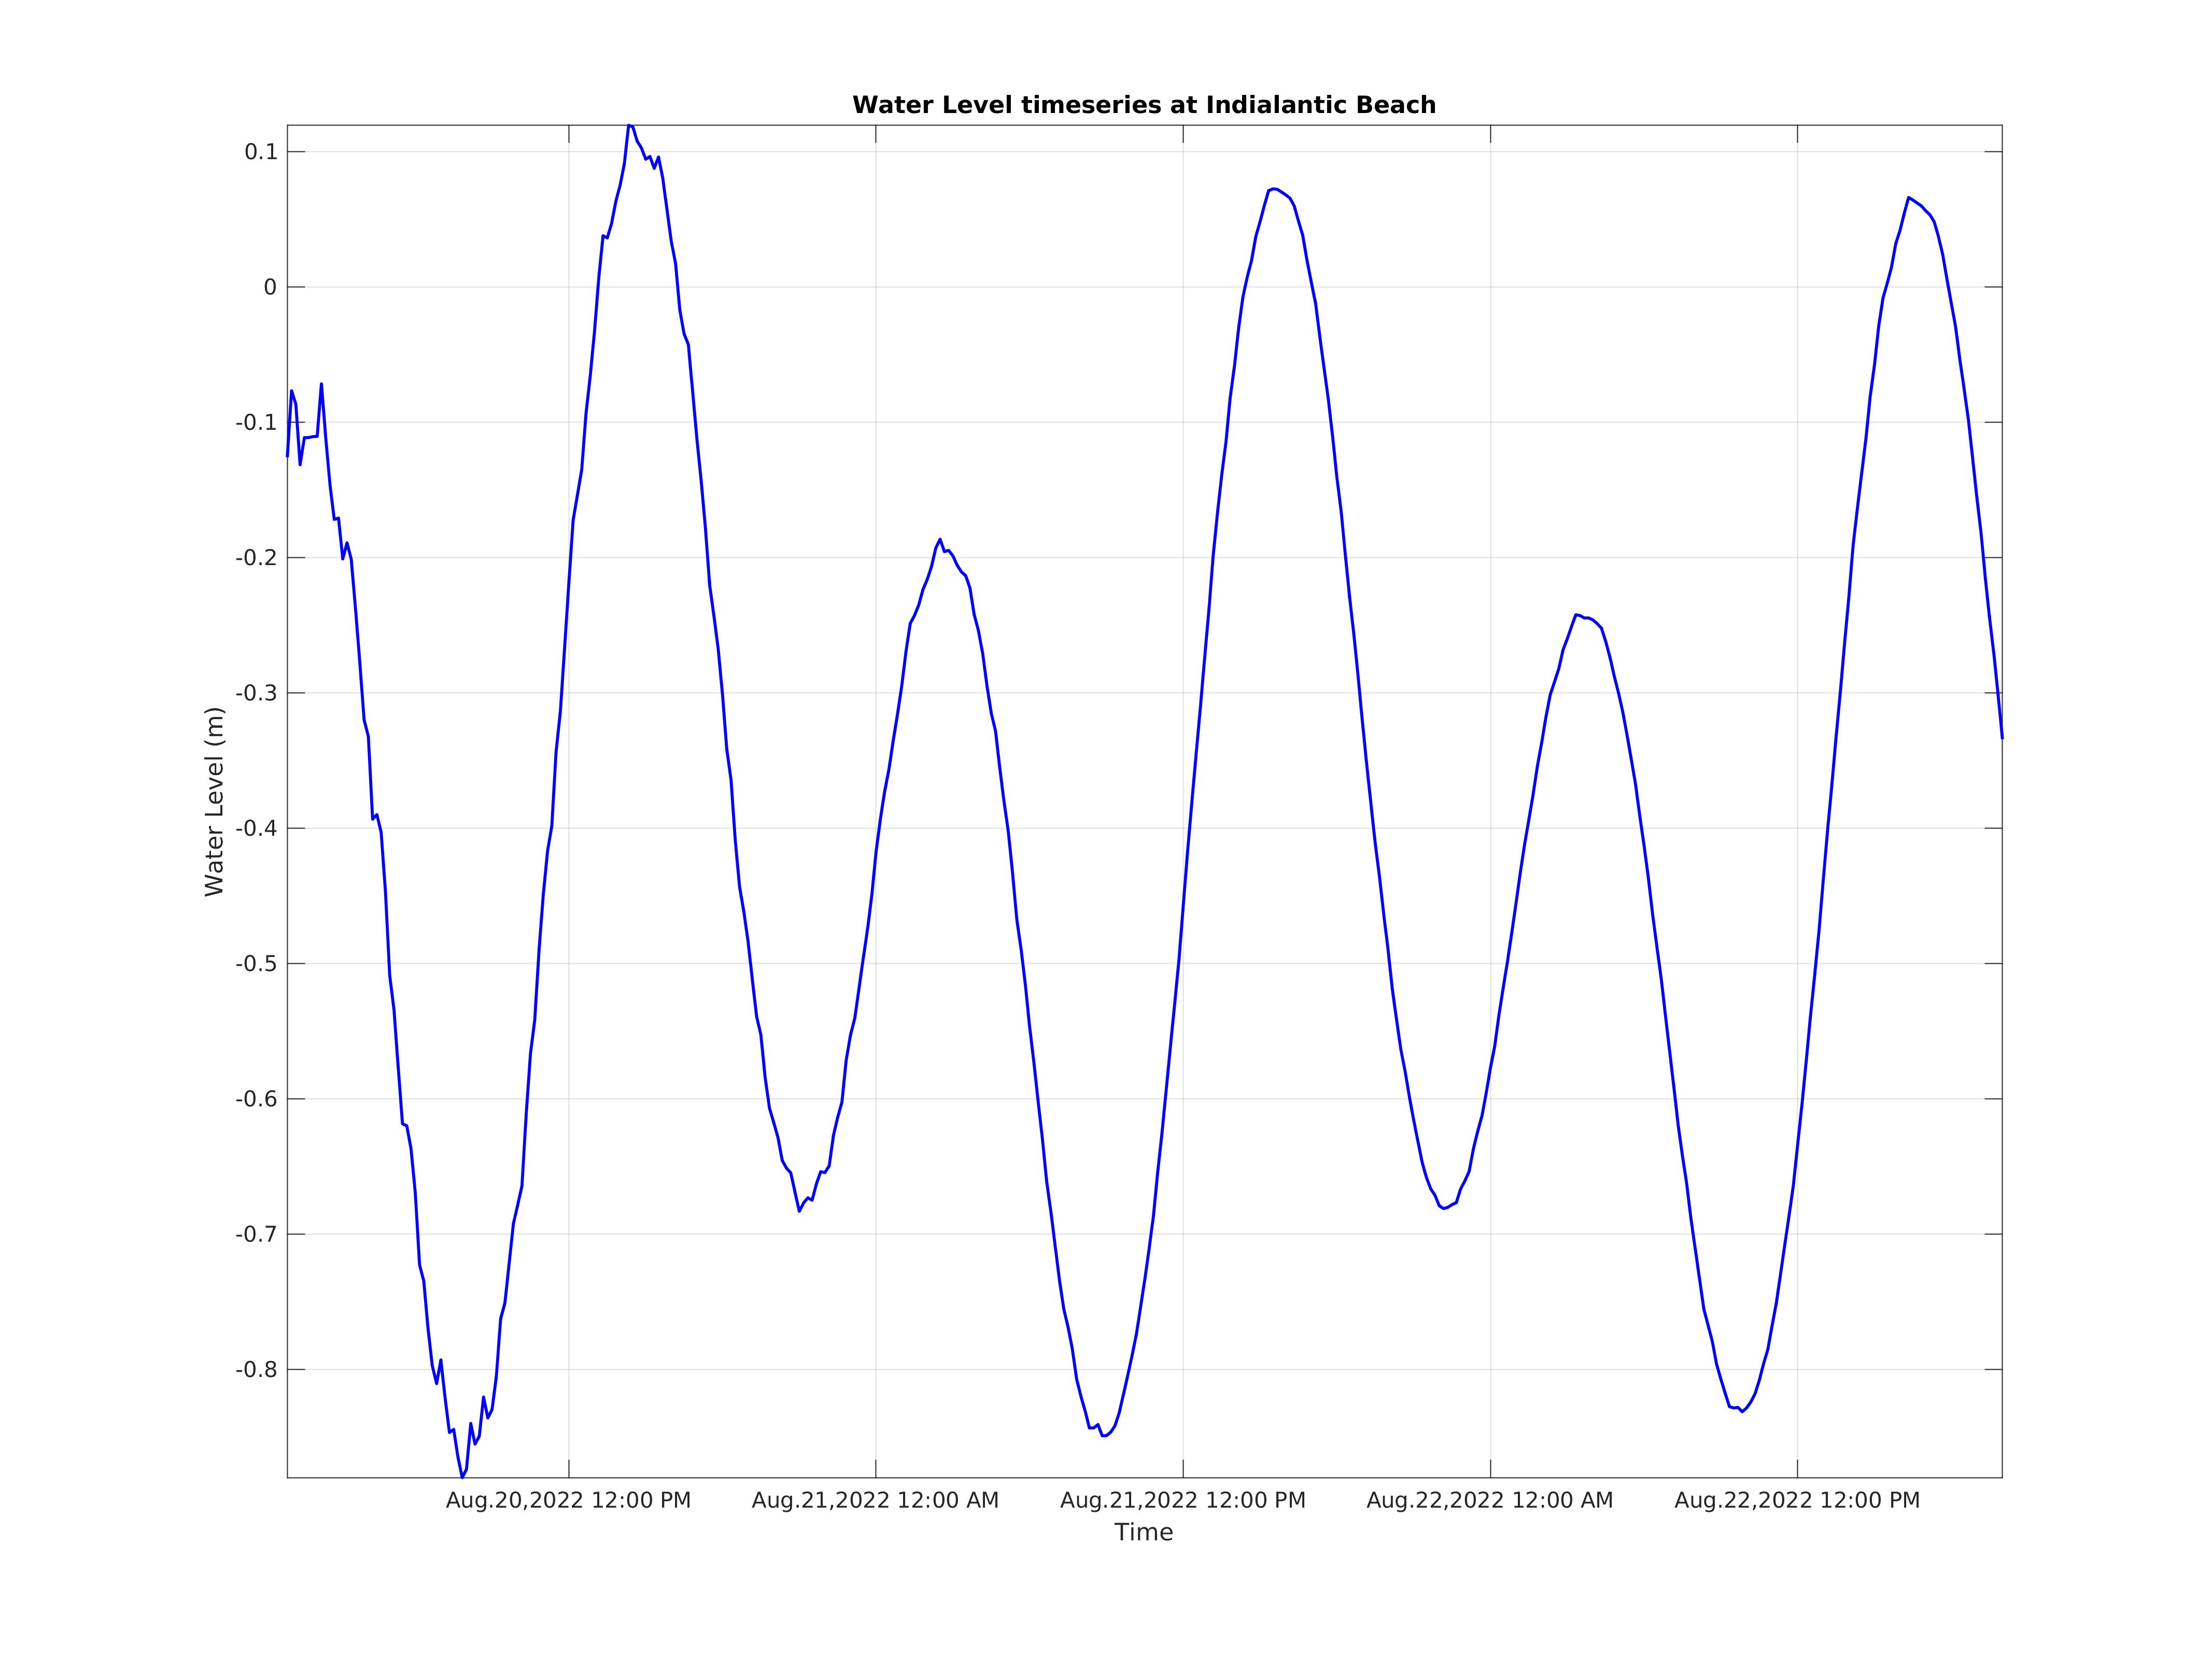 Water Level timeseries at Indialantic Beach
0.1
0
-0.1
-0.2
-0.3
-0.4
-0.5
-0.6
-0.7
-0.8
Water Level (m)
Aug.20,2022 12:00 PM
Aug.21,2022 12:00 AM
Aug.21,2022 12:00 PM
Aug.22,2022 12:00 AM
Aug.22,2022 12:00 PM
Time